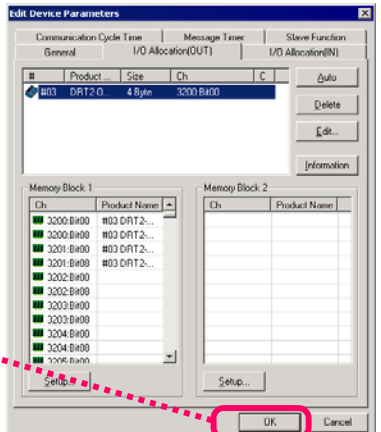 Edit Device Parameters
Communication Cycle Time Message Timer Slave Function
General I/O Allocation(OUT) I/O Allocation(IN)
# Product ... Size Ch C
#03 DRT2-O... 4 Byte 3200:Bit00
Auto
Delete
Edit...
Information
Memory Block 1 Memory Block 2
Ch Product Name Ch Product Name
3200:Bit00 #03 DRT2-...
3200:Bit08 #03 DRT2-...
3201:Bit00 #03 DRT2-...
3201:Bit08 #03 DRT2-...
3202:Bit00
3202:Bit08
3203:Bit00
3203:Bit08
3204:Bit00
3204:Bit08
3205:Bit00
Setup... Setup...
OK Cancel